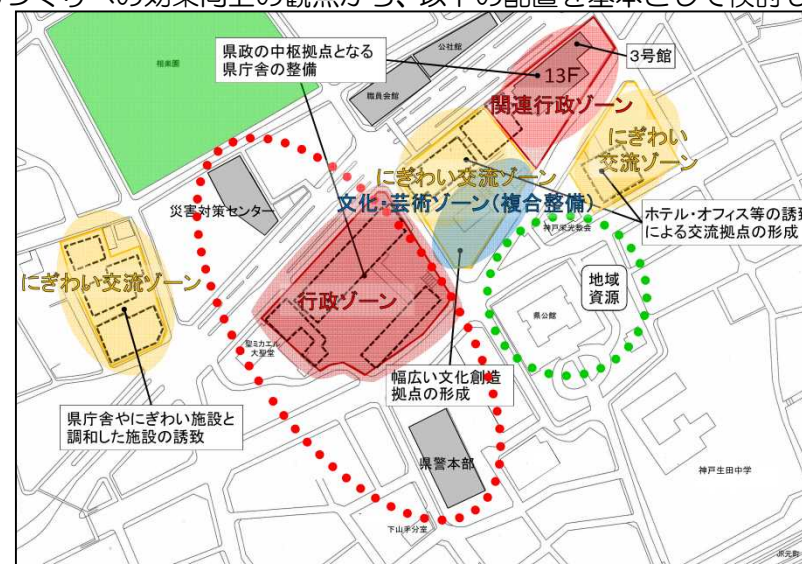 づくりへの効果向上の観点から、以下の配置を基本として検討
県政の中枢拠点となる
県庁舎の整備
公社館
3号館
相楽園
13F
職員会館
関連行政ゾーン
にぎわい
交流ゾーン
にぎわい交流ゾーン
災害対策センター
文化・芸術ゾーン(複合整備)
ホテル・オフィス等の誘致
による交流拠点の形成
神戸栄光教会
にぎわい交流ゾーン
行政ゾーン
地域
資源
県公館
聖ミカエル
大聖堂
幅広い文化創造
拠点の形成
県庁舎やにぎわい施設と
調和した施設の誘致
県警本部
神戸生田中学
下山手分室
JR元町